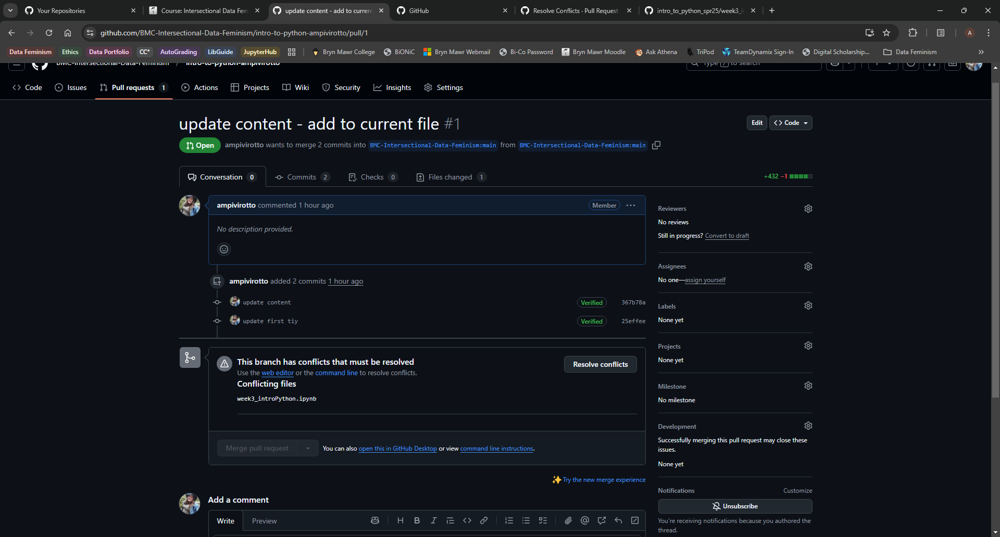 Your Repositories
Course: Intersectional Data Fem
update content - add to current
GitHub
Resolve Conflicts · Pull Request
intro_to_python_spr25/week3_i
github.com/BMC-Intersectional-Data-Feminism/intro-to-python-ampivirotto/pull/1
A
Data Feminism
Ethics
Data Portfolio
CC*
AutoGrading
LibGuide
JupyterHub
Bryn Mawr College
BiONiC
Bryn Mawr Webmail
Bi-Co Password
Bryn Mawr Moodle
Ask Athena
TriPod
TeamDynamix Sign-In
Digital Scholarship...
Data Feminism
BMC-Intersectional-Data-Feminism / intro-to-python-ampivirotto
Type / to search
Code
Issues
Pull requests 1
Actions
Projects
Wiki
Security
Insights
Settings
update content - add to current file #1
Edit
<> Code
Open
ampivirotto wants to merge 2 commits into BMC-Intersectional-Data-Feminism:main from BMC-Intersectional-Data-Feminism:main
Conversation 0
Commits 2
Checks 0
Files changed 1
+432 −1
ampivirotto commented 1 hour ago
Member
No description provided.
ampivirotto added 2 commits 1 hour ago
update content
Verified
367b78a
update first tiy
Verified
25effee
This branch has conflicts that must be resolved
Use the web editor or the command line to resolve conflicts.
Resolve conflicts
Conflicting files
week3_introPython.ipynb
Merge pull request
You can also open this in GitHub Desktop or view command line instructions.
Try the new merge experience
Add a comment
Write
Preview
Reviewers
No reviews
Still in progress? Convert to draft
Assignees
No one—assign yourself
Labels
None yet
Projects
None yet
Milestone
No milestone
Development
Successfully merging this pull request may close these
issues.
None yet
Notifications
Customize
Unsubscribe
You're receiving notifications because you authored the
thread.